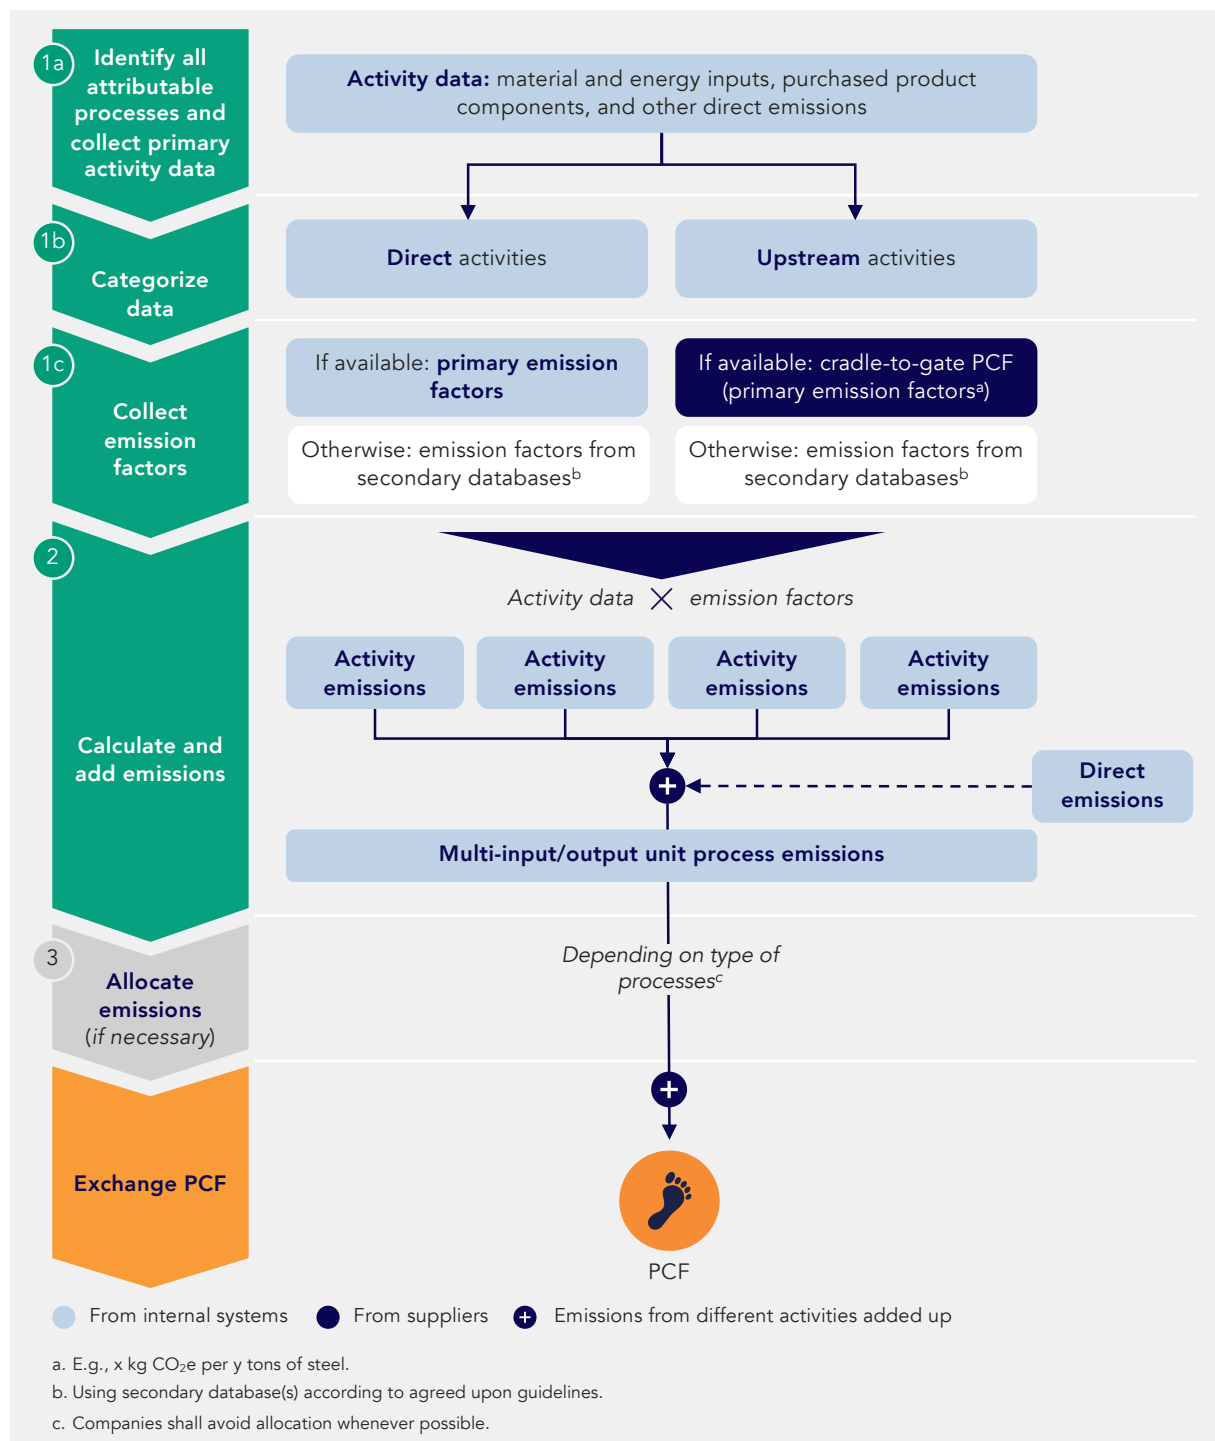 1a
Identify all
attributable
processes and
collect primary
activity data
Activity data: material and energy inputs, purchased product
components, and other direct emissions
1b
Categorize
data
Direct activities
Upstream activities
1c
Collect
emission
factors
If available: primary emission
factors
If available: cradle-to-gate PCF
(primary emission factorsᵃ)
Otherwise: emission factors from
secondary databasesᵇ
Otherwise: emission factors from
secondary databasesᵇ
2
Calculate and
add emissions
Activity data × emission factors
Activity
emissions
Activity
emissions
Activity
emissions
Activity
emissions
+
Direct
emissions
Multi-input/output unit process emissions
3
Allocate
emissions
(if necessary)
Depending on type of
processesᶜ
Exchange PCF
+
PCF
From internal systems
From suppliers
+ Emissions from different activities added up
a. E.g., x kg CO₂e per y tons of steel.
b. Using secondary database(s) according to agreed upon guidelines.
c. Companies shall avoid allocation whenever possible.